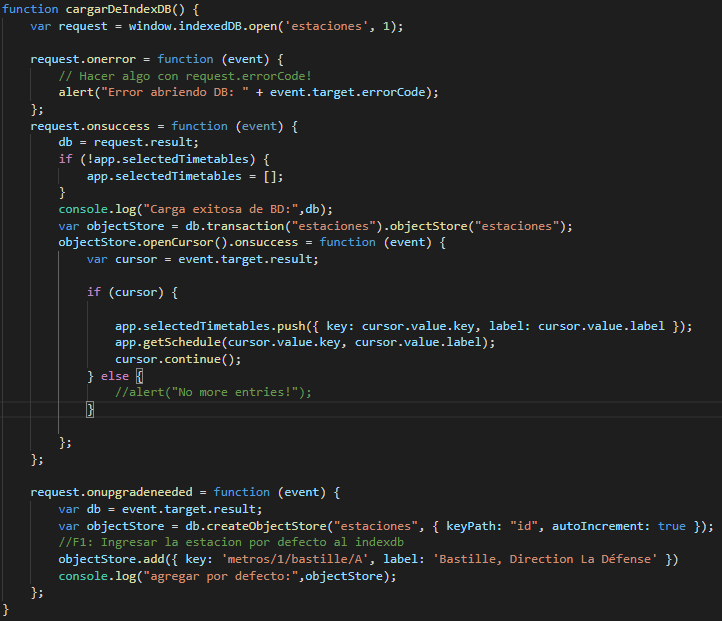 function cargarDeIndexDB() {
    var request = window.indexedDB.open('estaciones', 1);
    request.onerror = function (event) {
        // Hacer algo con request.errorCode!
        alert("Error abriendo DB: " + event.target.errorCode);
    };
    request.onsuccess = function (event) {
        db = request.result;
        if (!app.selectedTimetables) {
            app.selectedTimetables = [];
        }
        console.log("Carga exitosa de BD:",db);
        var objectStore = db.transaction("estaciones").objectStore("estaciones");
        objectStore.openCursor().onsuccess = function (event) {
            var cursor = event.target.result;
            if (cursor) {
                app.selectedTimetables.push({ key: cursor.value.key, label: cursor.value.label });
                app.getSchedule(cursor.value.key, cursor.value.label);
                cursor.continue();
            } else {
                //alert("No more entries!");
            }
        };
    };
    request.onupgradeneeded = function (event) {
        var db = event.target.result;
        var objectStore = db.createObjectStore("estaciones", { keyPath: "id", autoIncrement: true });
        //F1: Ingresar la estacion por defecto al indexdb
        objectStore.add({ key: 'metros/1/bastille/A', label: 'Bastille, Direction La Défense' })
        console.log("agregar por defecto:",objectStore);
    };
}